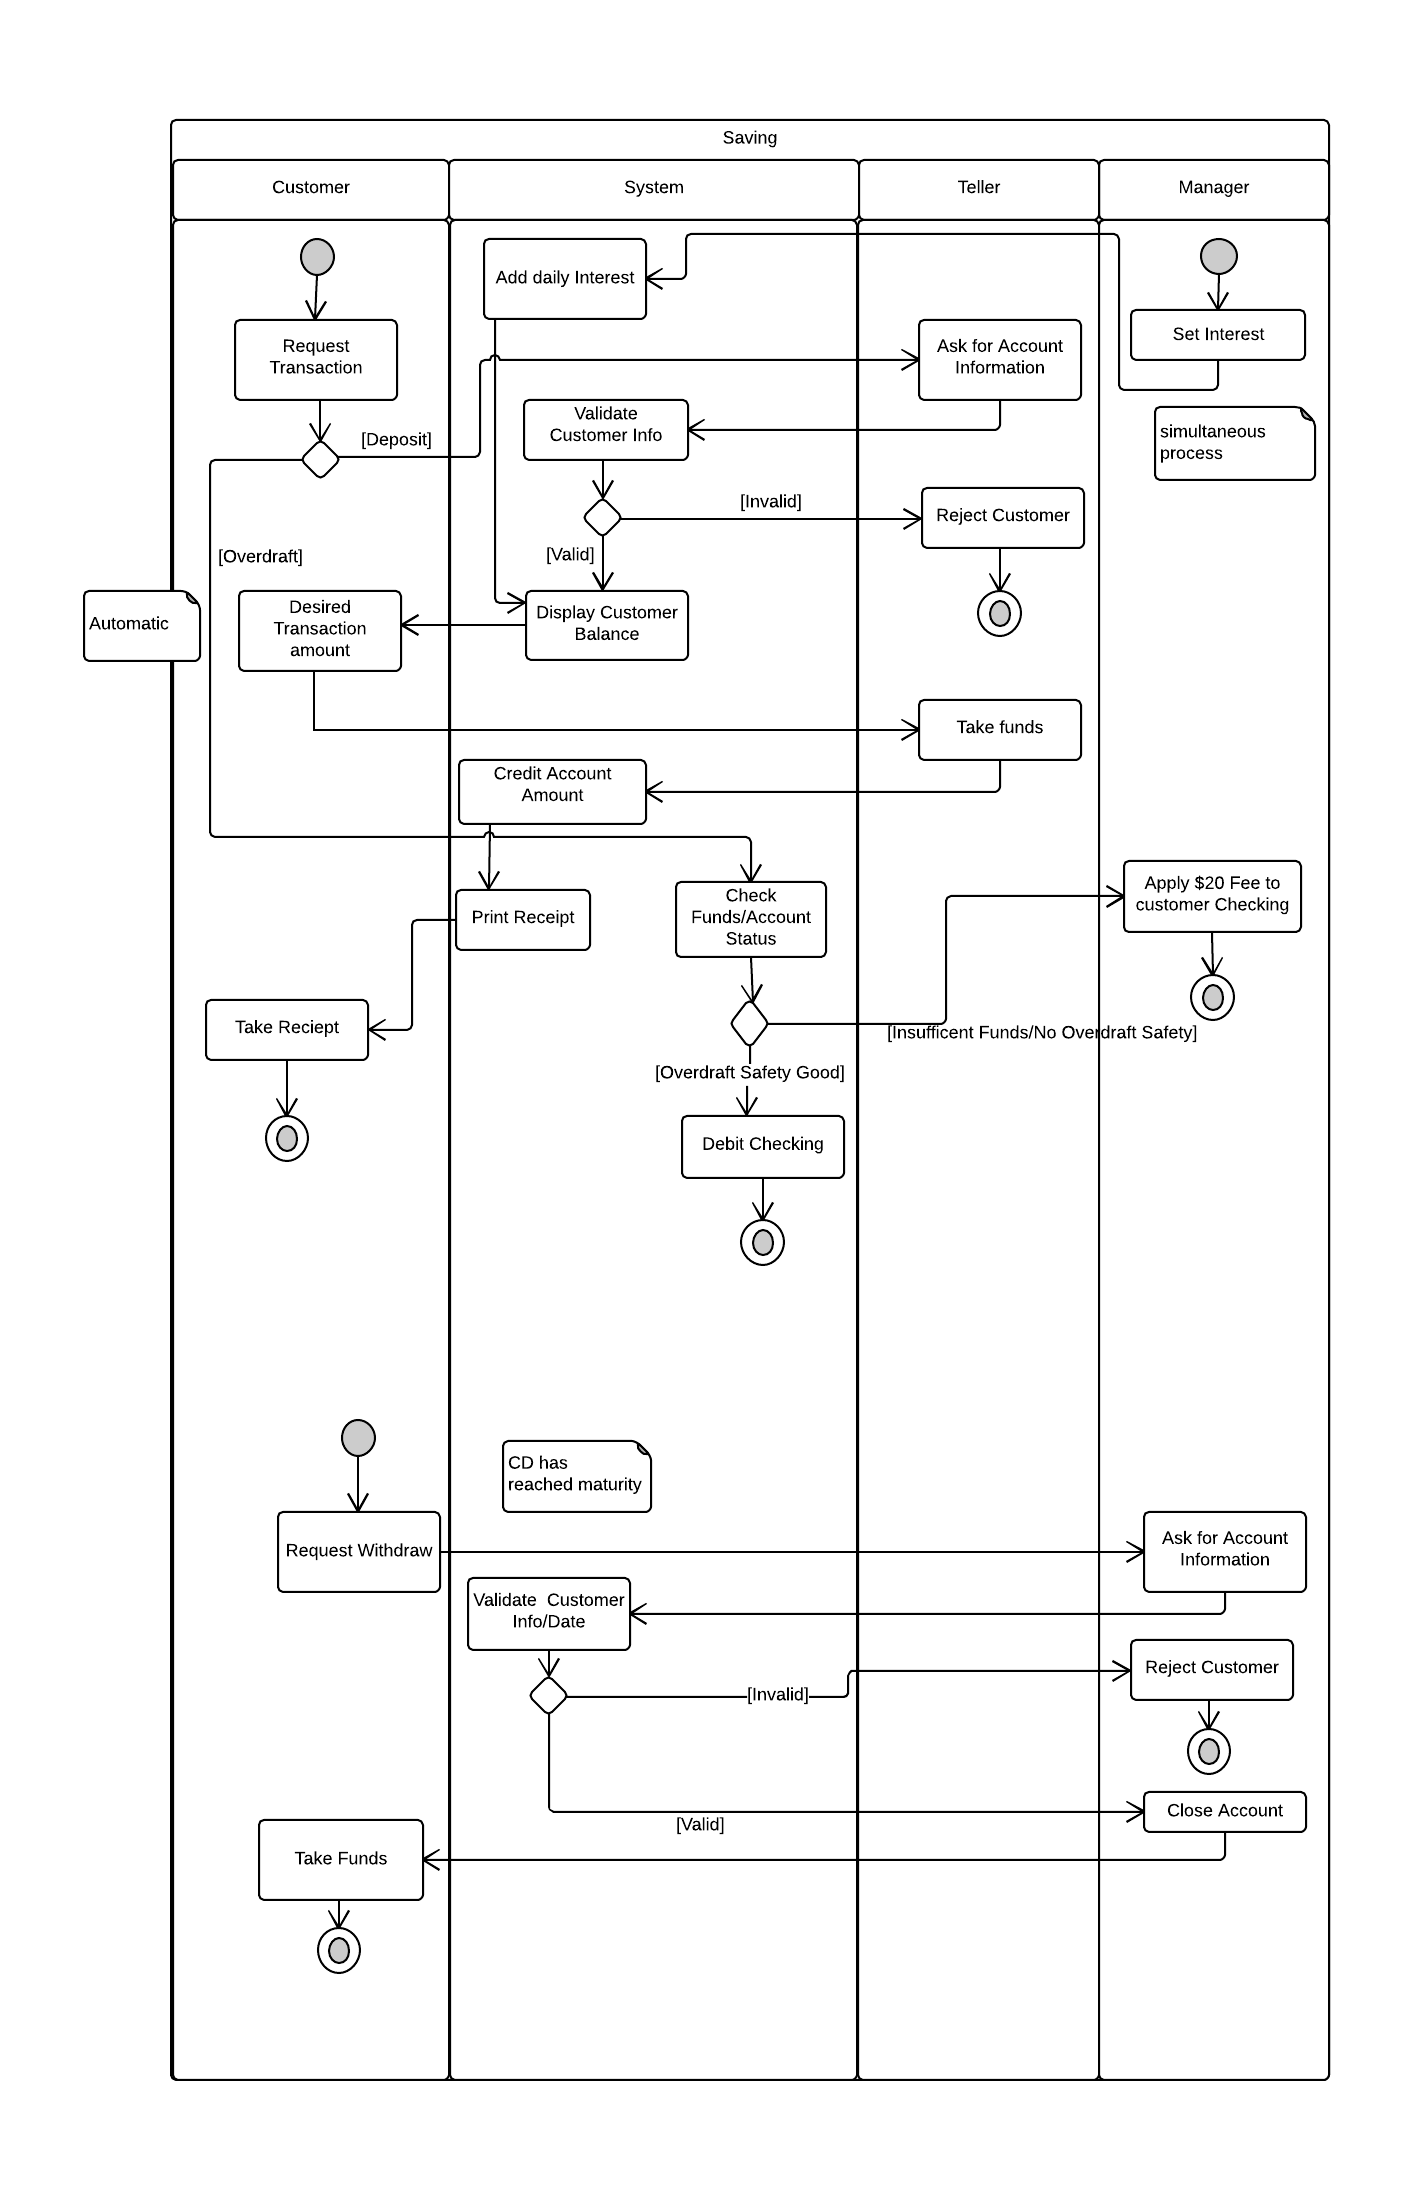 Saving
Customer
System
Teller
Manager
Add daily Interest
Request
Transaction
Ask for Account
Information
Set Interest
[Deposit]
Validate
Customer Info
simultaneous
process
[Invalid]
Reject Customer
[Overdraft]
[Valid]
Automatic
Desired
Transaction
amount
Display Customer
Balance
Take funds
Credit Account
Amount
Print Receipt
Check
Funds/Account
Status
Apply $20 Fee to
customer Checking
Take Reciept
[Insufficent Funds/No Overdraft Safety]
[Overdraft Safety Good]
Debit Checking
CD has
reached maturity
Request Withdraw
Ask for Account
Information
Validate  Customer
Info/Date
Reject Customer
[Invalid]
Close Account
[Valid]
Take Funds